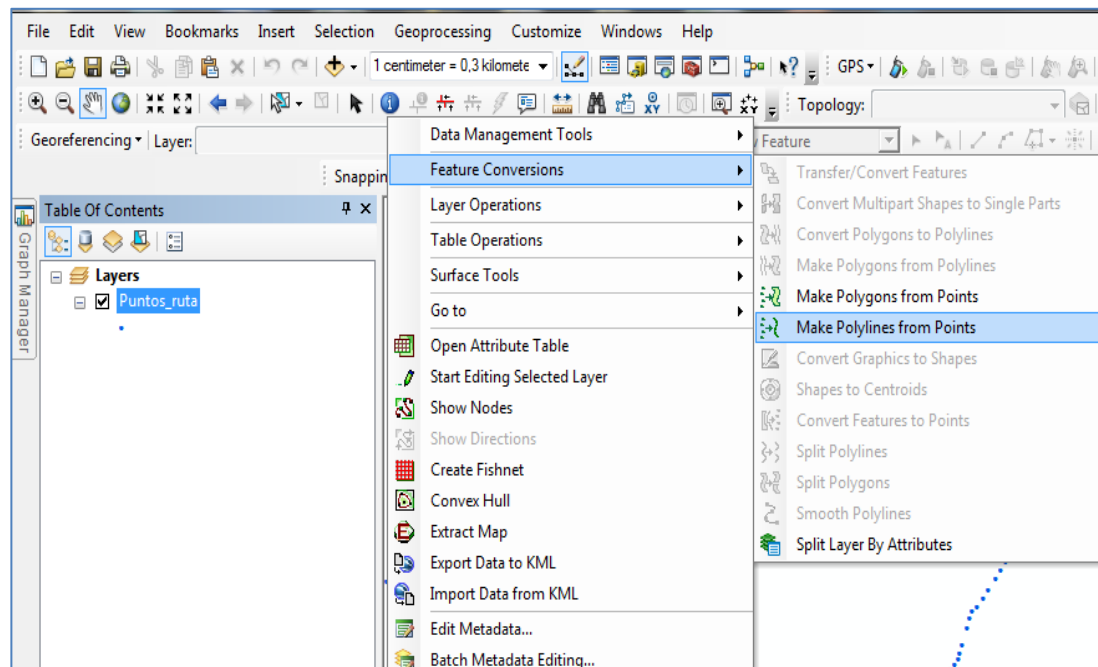 File Edit View Bookmarks Insert Selection Geoprocessing Customize Windows Help
1 centimeter = 0,3 kilomete
GPS
Topology:
Georeferencing Layer:
Feature
Snappin
Table Of Contents
Graph Manager
Layers
Puntos_ruta
Data Management Tools
Feature Conversions
Layer Operations
Table Operations
Surface Tools
Go to
Open Attribute Table
Start Editing Selected Layer
Show Nodes
Show Directions
Create Fishnet
Convex Hull
Extract Map
Export Data to KML
Import Data from KML
Edit Metadata...
Batch Metadata Editing...
Transfer/Convert Features
Convert Multipart Shapes to Single Parts
Convert Polygons to Polylines
Make Polygons from Polylines
Make Polygons from Points
Make Polylines from Points
Convert Graphics to Shapes
Shapes to Centroids
Convert Features to Points
Split Polylines
Split Polygons
Smooth Polylines
Split Layer By Attributes